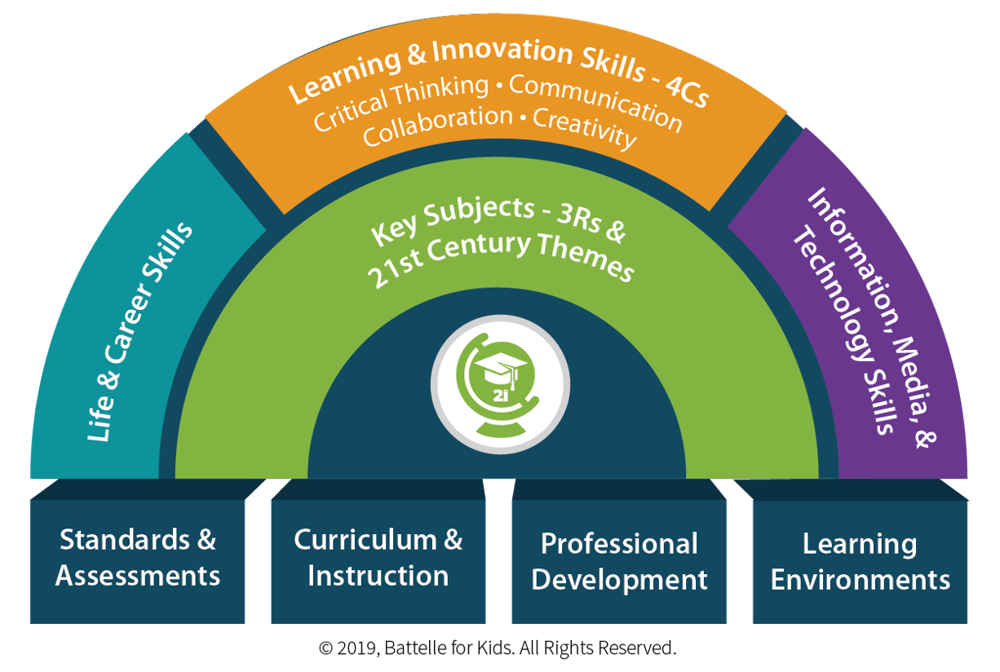 Learning & Innovation Skills - 4Cs
Critical Thinking • Communication
Collaboration • Creativity
Life & Career Skills
Key Subjects - 3Rs &
21st Century Themes
Information, Media, &
Technology Skills
21
Standards &
Assessments
Curriculum &
Instruction
Professional
Development
Learning
Environments
© 2019, Battelle for Kids. All Rights Reserved.